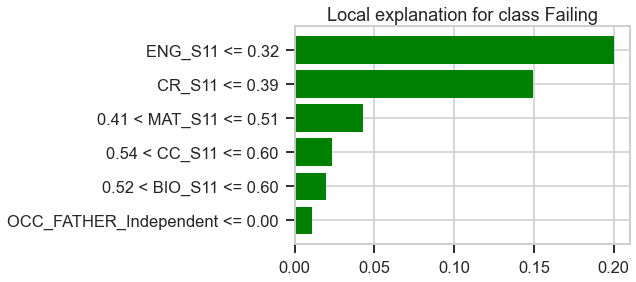 Local explanation for class Failing
ENG_S11 <= 0.32
CR_S11 <= 0.39
0.41 < MAT_S11 <= 0.51
0.54 < CC_S11 <= 0.60
0.52 < BIO_S11 <= 0.60
OCC_FATHER_Independent <= 0.00
0.00 0.05 0.10 0.15 0.20